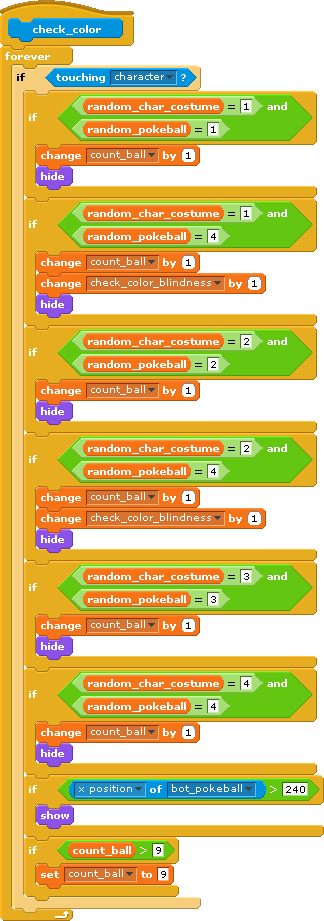 check_color
forever
if touching character ?
if random_char_costume = 1 and
random_pokeball = 1
change count_ball by 1
hide
if random_char_costume = 1 and
random_pokeball = 4
change count_ball by 1
change check_color_blindness by 1
hide
if random_char_costume = 2 and
random_pokeball = 2
change count_ball by 1
hide
if random_char_costume = 2 and
random_pokeball = 4
change count_ball by 1
change check_color_blindness by 1
hide
if random_char_costume = 3 and
random_pokeball = 3
change count_ball by 1
hide
if random_char_costume = 4 and
random_pokeball = 4
change count_ball by 1
hide
if x position of bot_pokeball > 240
show
if count_ball > 9
set count_ball to 9